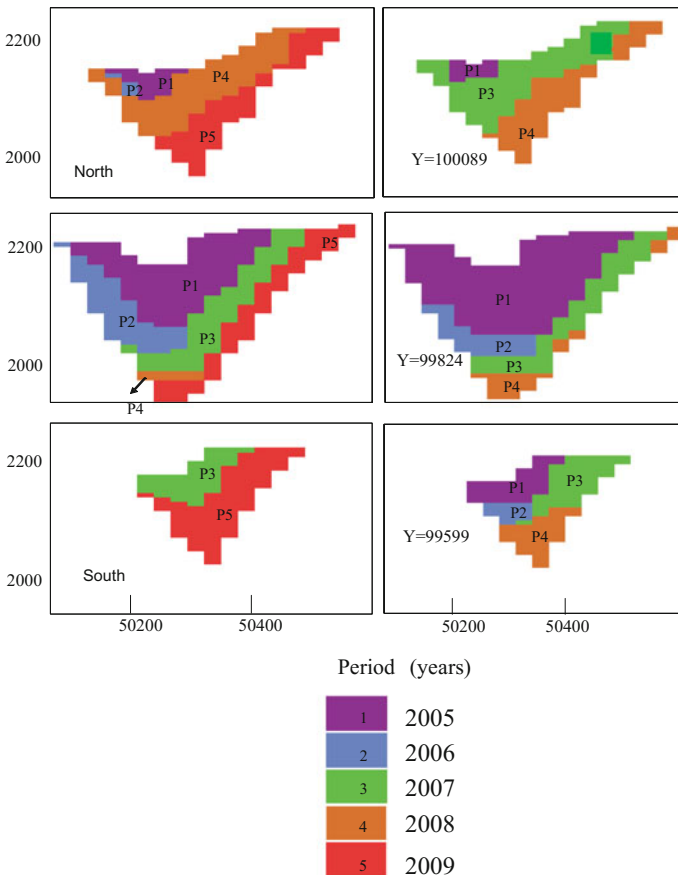 2200
P1
P2
P4
P5
2000
North
P1
P3
P4
Y=100089
2200
P5
P1
P2
P3
2000
P4
P1
P2
P3
P4
Y=99824
2200
P3
P5
2000
South
50200
50400
P1
P3
P2
P4
Y=99599
50200
50400
Period (years)
1 2005
2 2006
3 2007
4 2008
5 2009